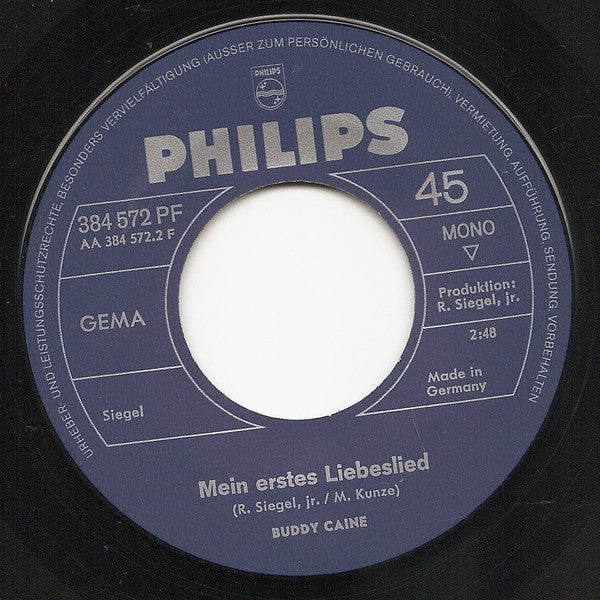 URHEBER- UND LEISTUNGSSCHUTZRECHTE, BESONDERS VERVIELFÄLTIGUNG (AUSSER ZUM PERSÖNLICHEN GEBRAUCH), VERMIETUNG, AUFFÜHRUNG, SENDUNG, VORBEHALTEN
PHILIPS
PHILIPS
384 572 PF
AA 384 572.2 F
45
MONO
GEMA
Produktion:
R. Siegel, jr.
2:48
Siegel
Made in
Germany
Mein erstes Liebeslied
(R. Siegel, jr. / M. Kunze)
BUDDY CAINE